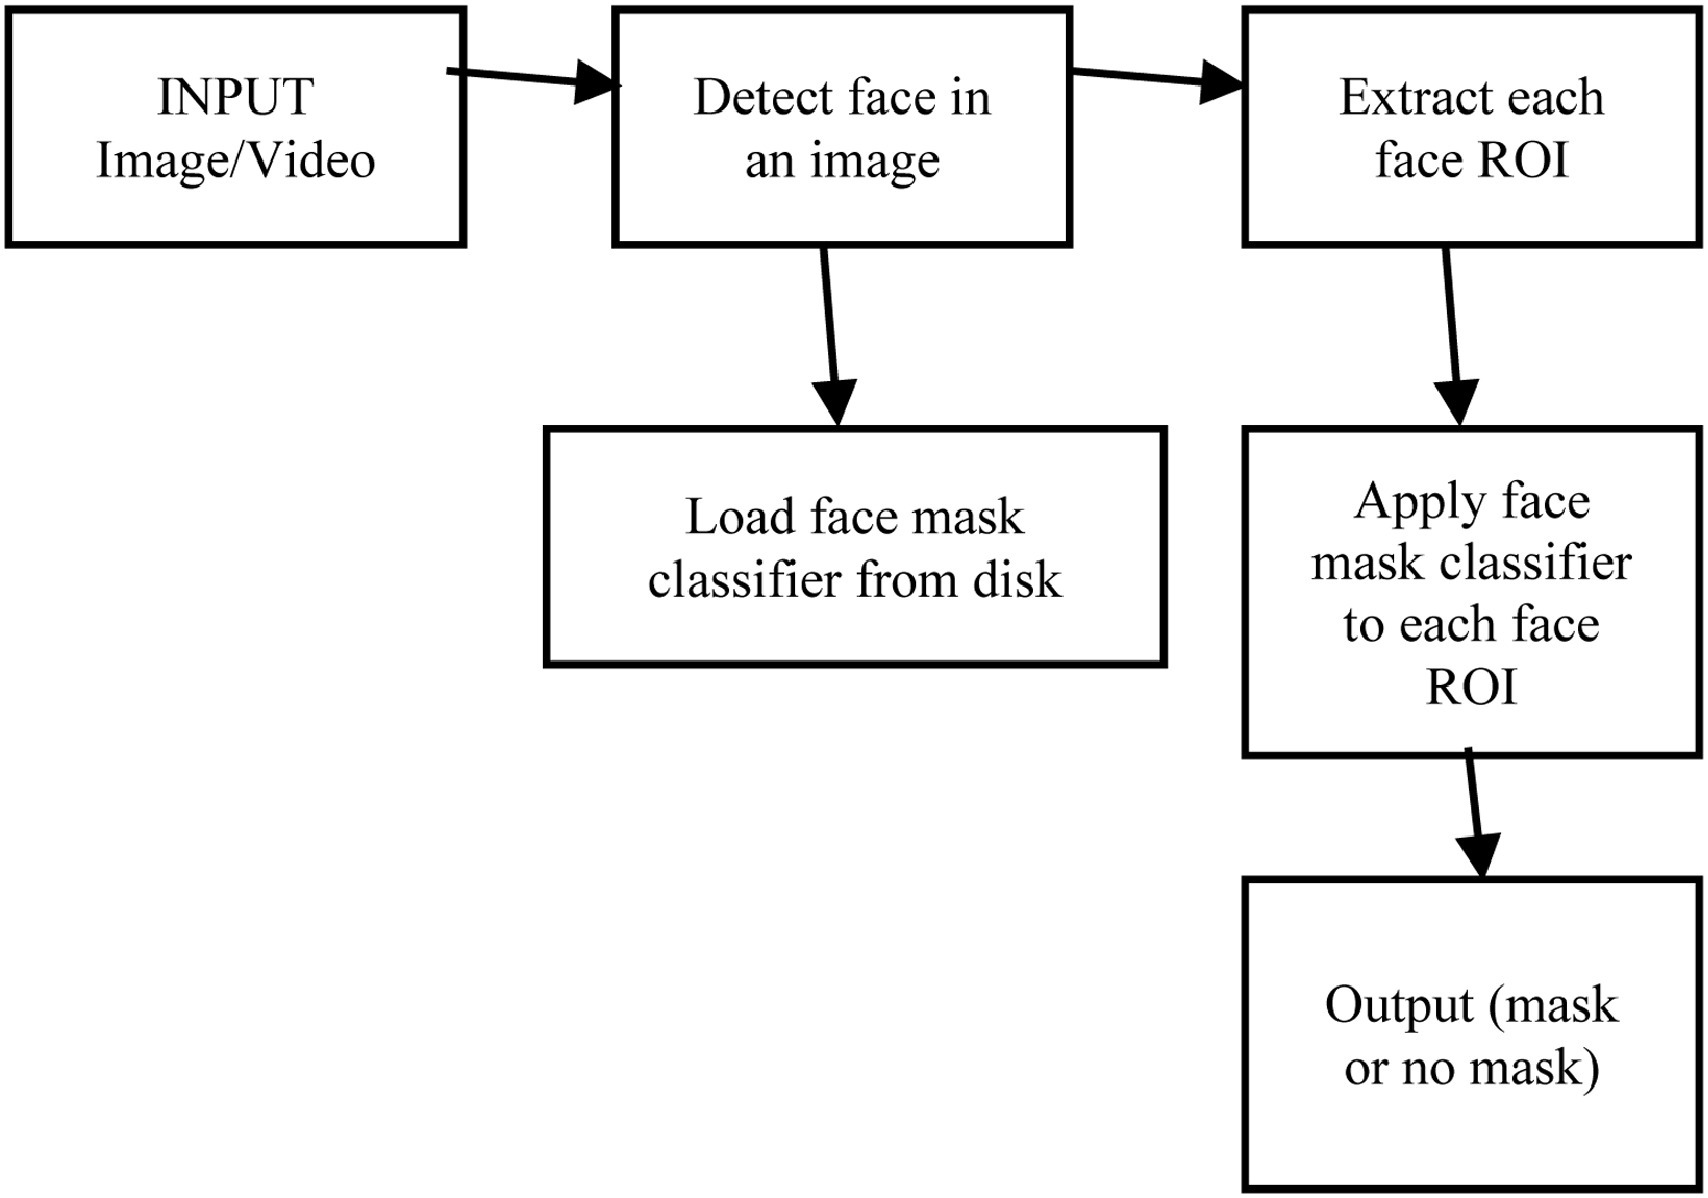 INPUT
Image/Video
Detect face in
an image
Extract each
face ROI
Load face mask
classifier from disk
Apply face
mask classifier
to each face
ROI
Output (mask
or no mask)